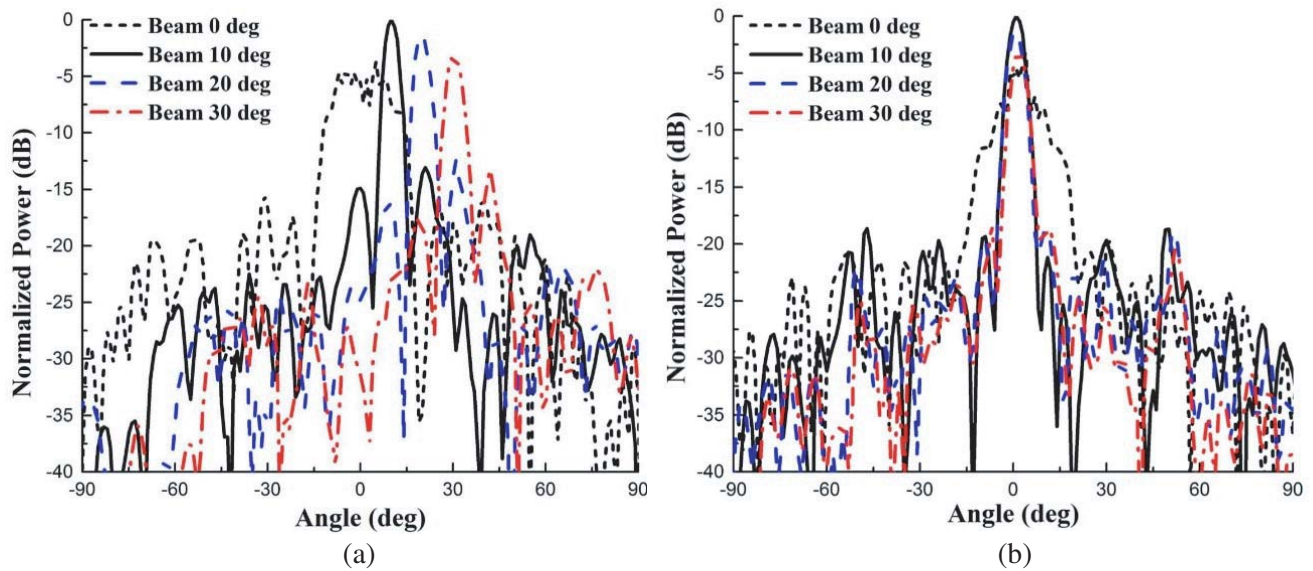 -0
-5
-10
-15
-20
-25
-30
-35
-40
Normalized Power (dB)
Beam 0 deg
Beam 10 deg
Beam 20 deg
Beam 30 deg
-90 -60 -30 0 30 60 90
Angle (deg)
(a)
-0
-5
-10
-15
-20
-25
-30
-35
-40
Normalized Power (dB)
Beam 0 deg
Beam 10 deg
Beam 20 deg
Beam 30 deg
-90 -60 -30 0 30 60 90
Angle (deg)
(b)